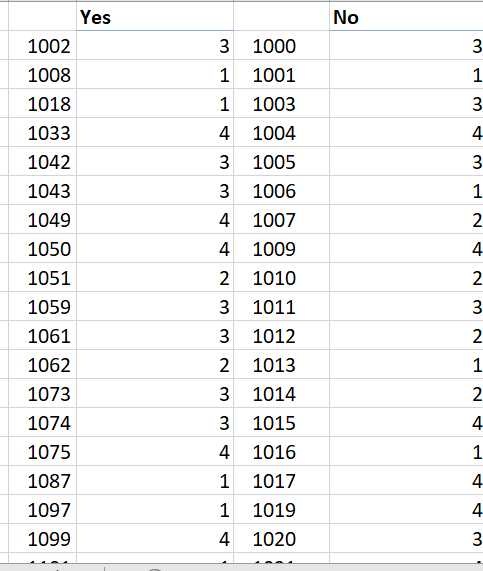 Yes No
1002 3 1000 3
1008 1 1001 1
1018 1 1003 3
1033 4 1004 4
1042 3 1005 3
1043 3 1006 1
1049 4 1007 2
1050 4 1009 4
1051 2 1010 2
1059 3 1011 3
1061 3 1012 2
1062 2 1013 1
1073 3 1014 2
1074 3 1015 4
1075 4 1016 1
1087 1 1017 4
1097 1 1019 4
1099 4 1020 3